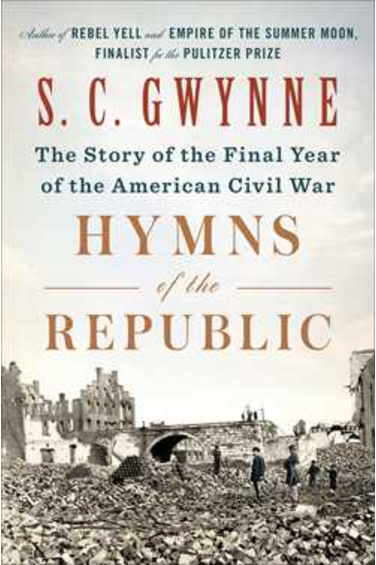 Author of REBEL YELL and EMPIRE OF THE SUMMER MOON,
FINALIST for the PULITZER PRIZE
S. C. GWYNNE
The Story of the Final Year
of the American Civil War
HYMNS
of the
REPUBLIC